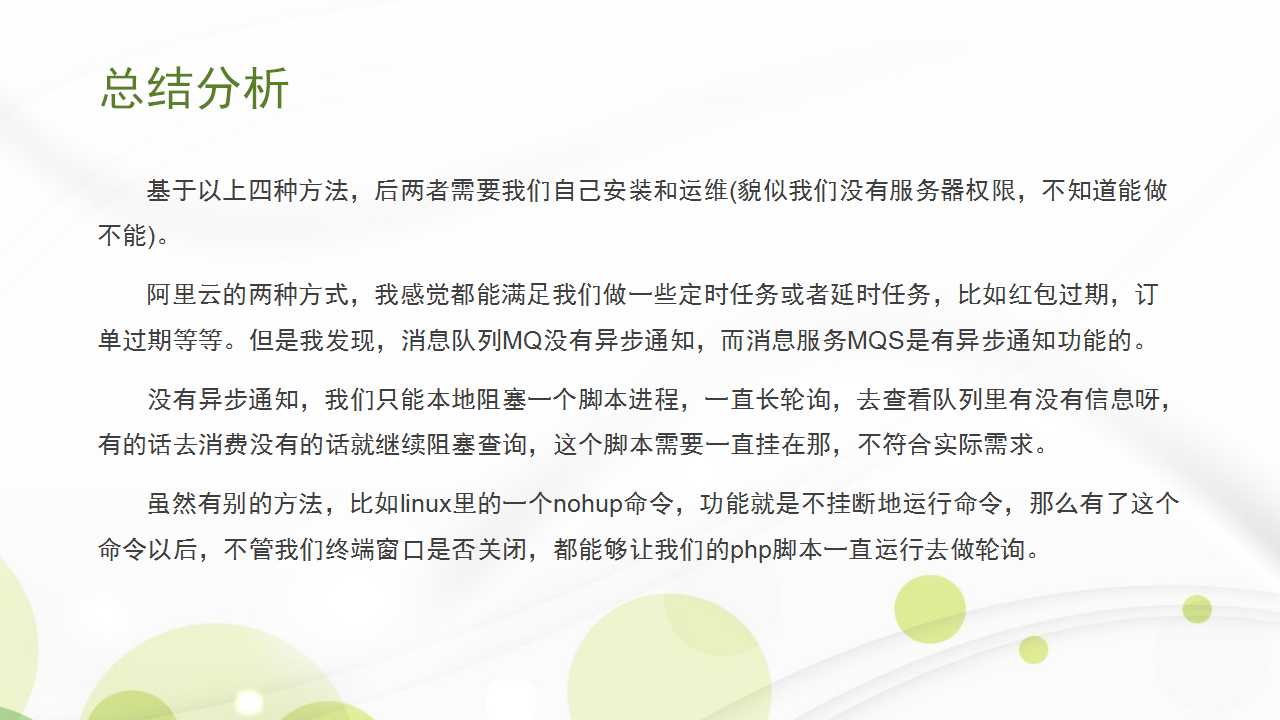 总结分析
基于以上四种方法，后两者需要我们自己安装和运维(貌似我们没有服务器权限，不知道能做
不能)。
阿里云的两种方式，我感觉都能满足我们做一些定时任务或者延时任务，比如红包过期，订
单过期等等。但是我发现，消息队列MQ没有异步通知，而消息服务MQS是有异步通知功能的。
没有异步通知，我们只能本地阻塞一个脚本进程，一直长轮询，去查看队列里有没有信息呀，
有的话去消费没有的话就继续阻塞查询，这个脚本需要一直挂在那，不符合实际需求。
虽然有别的方法，比如linux里的一个nohup命令，功能就是不挂断地运行命令，那么有了这个
命令以后，不管我们终端窗口是否关闭，都能够让我们的php脚本一直运行去做轮询。